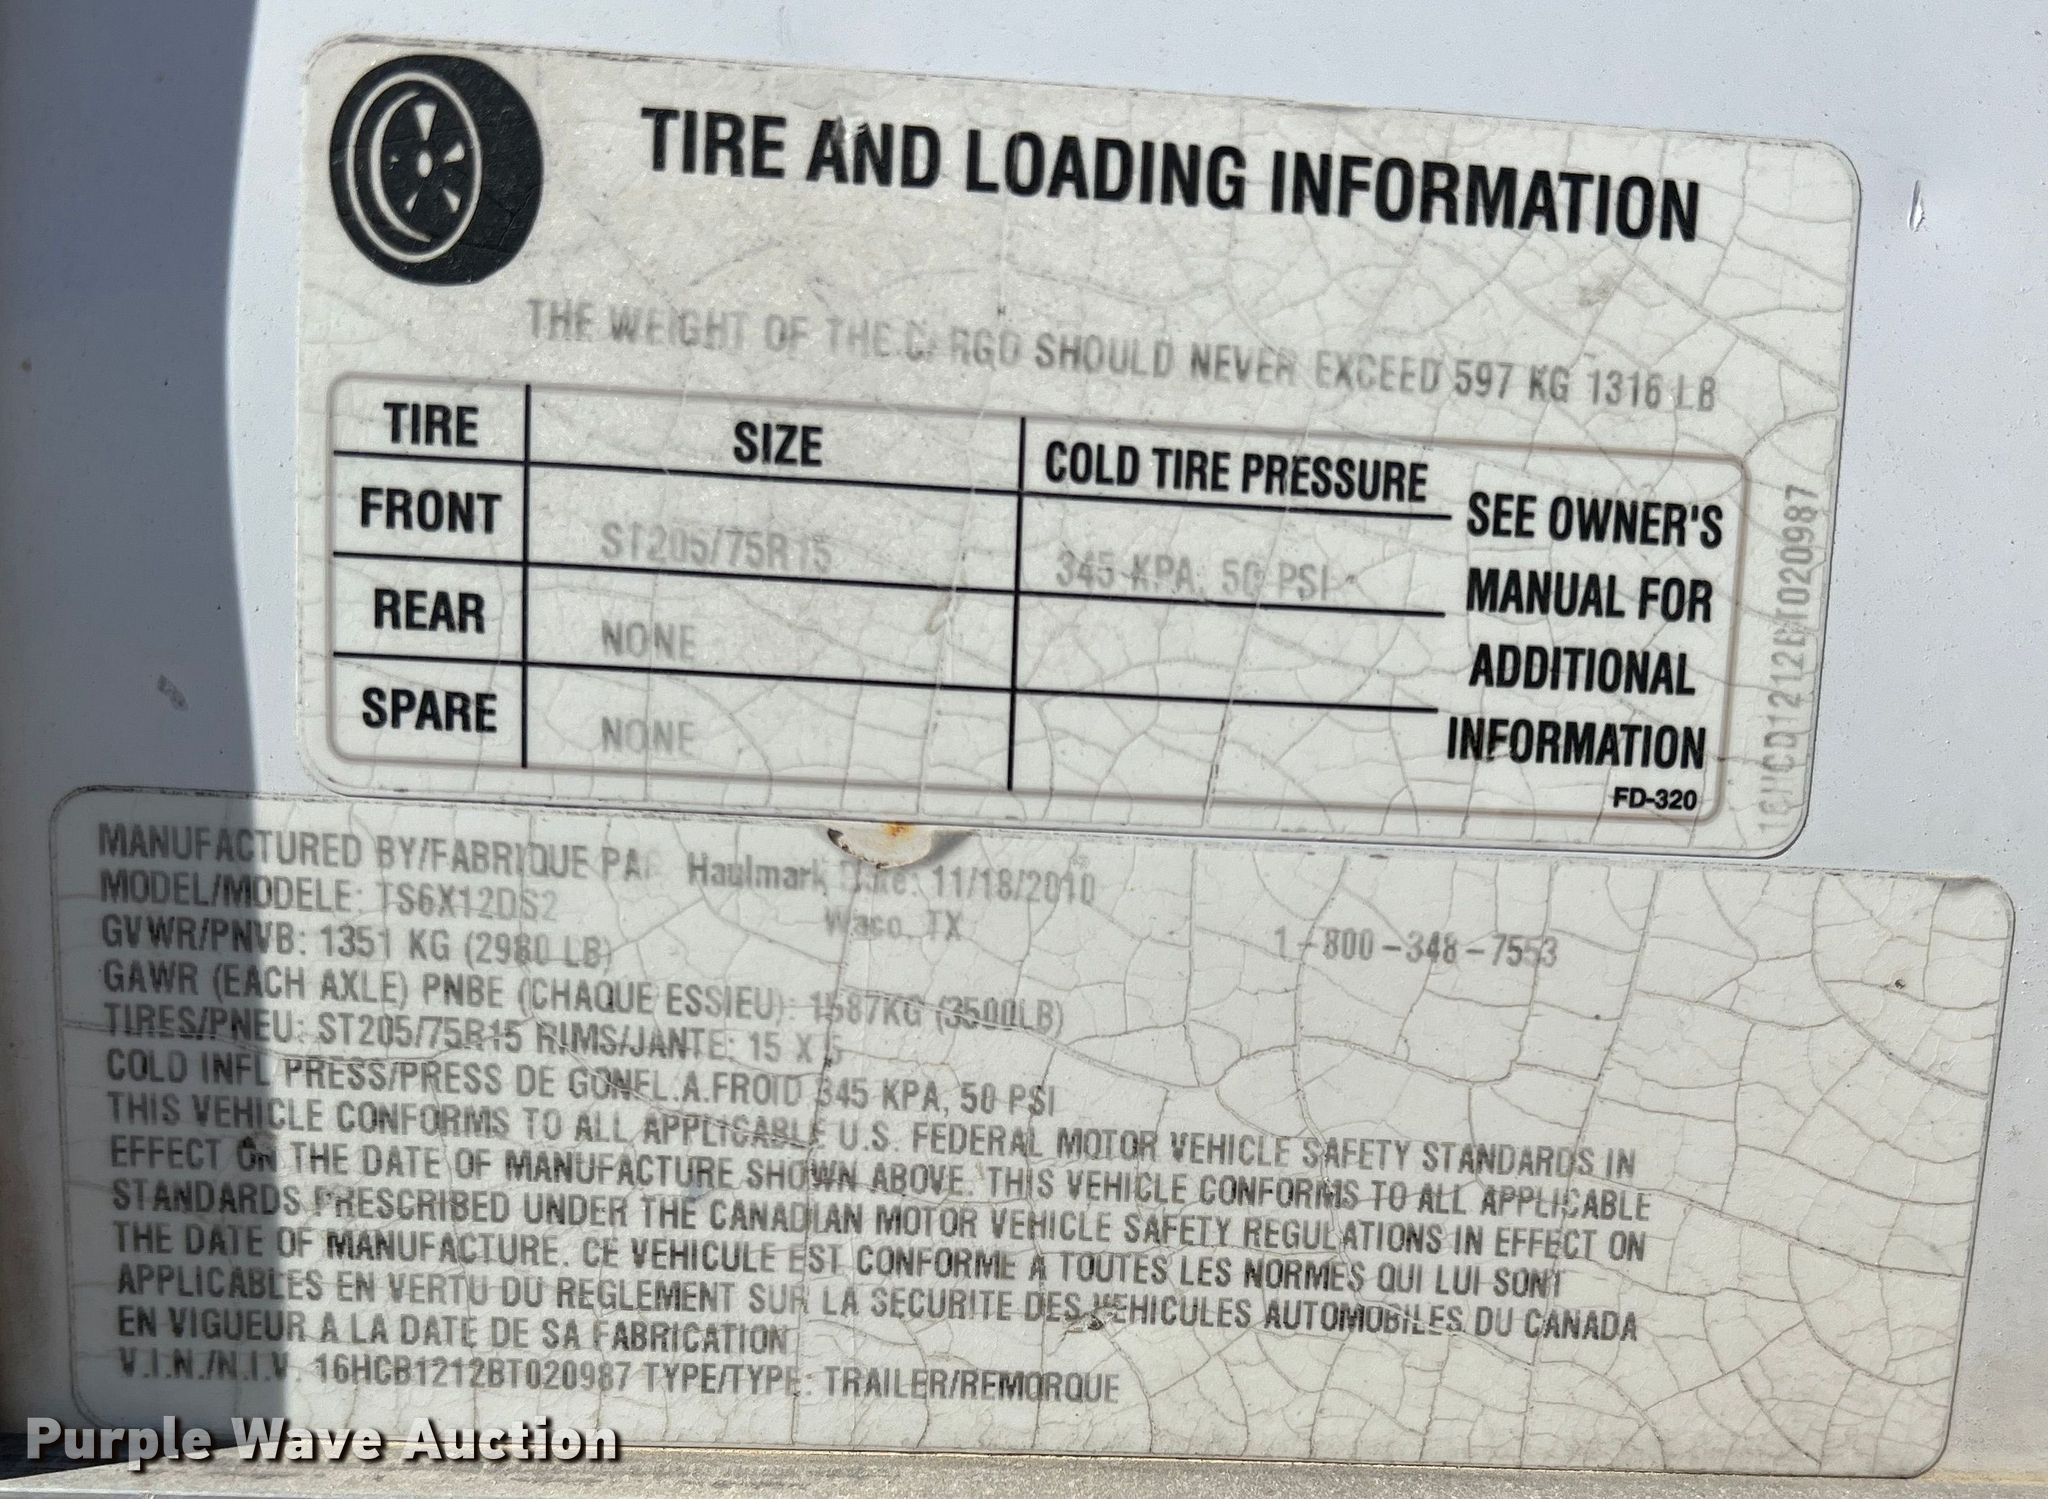 TIRE AND LOADING INFORMATION
THE WEIGHT OF THE CARGO SHOULD NEVER EXCEED 597 KG 1316 LB
TIRE SIZE COLD TIRE PRESSURE
FRONT ST205/75R15 345 KPA, 50 PSI
REAR NONE
SPARE NONE
SEE OWNER'S
MANUAL FOR
ADDITIONAL
INFORMATION
FD-320
MANUFACTURED BY/FABRIQUE PAR Haulmark Date: 11/18/2010
MODEL/MODELE: TS6X12DS2 Waco, TX
GVWR/PNVB: 1351 KG (2980 LB) 1-800-348-7553
GAWR (EACH AXLE) PNBE (CHAQUE ESSIEU): 1587KG (3500LB)
TIRES/PNEU: ST205/75R15 RIMS/JANTE: 15 X 5
COLD INFL PRESS/PRESS DE GONFL.A.FROID 345 KPA, 50 PSI
THIS VEHICLE CONFORMS TO ALL APPLICABLE U.S. FEDERAL MOTOR VEHICLE SAFETY STANDARDS IN
EFFECT ON THE DATE OF MANUFACTURE SHOWN ABOVE. THIS VEHICLE CONFORMS TO ALL APPLICABLE
STANDARDS PRESCRIBED UNDER THE CANADIAN MOTOR VEHICLE SAFETY REGULATIONS IN EFFECT ON
THE DATE OF MANUFACTURE. CE VEHICULE EST CONFORME A TOUTES LES NORMES QUI LUI SONT
APPLICABLES EN VERTU DU REGLEMENT SUR LA SECURITE DES VEHICULES AUTOMOBILES DU CANADA
EN VIGUEUR A LA DATE DE SA FABRICATION
V.I.N./N.I.V. 16HCB1212BT020987 TYPE/TYPE: TRAILER/REMORQUE
Purple Wave Auction